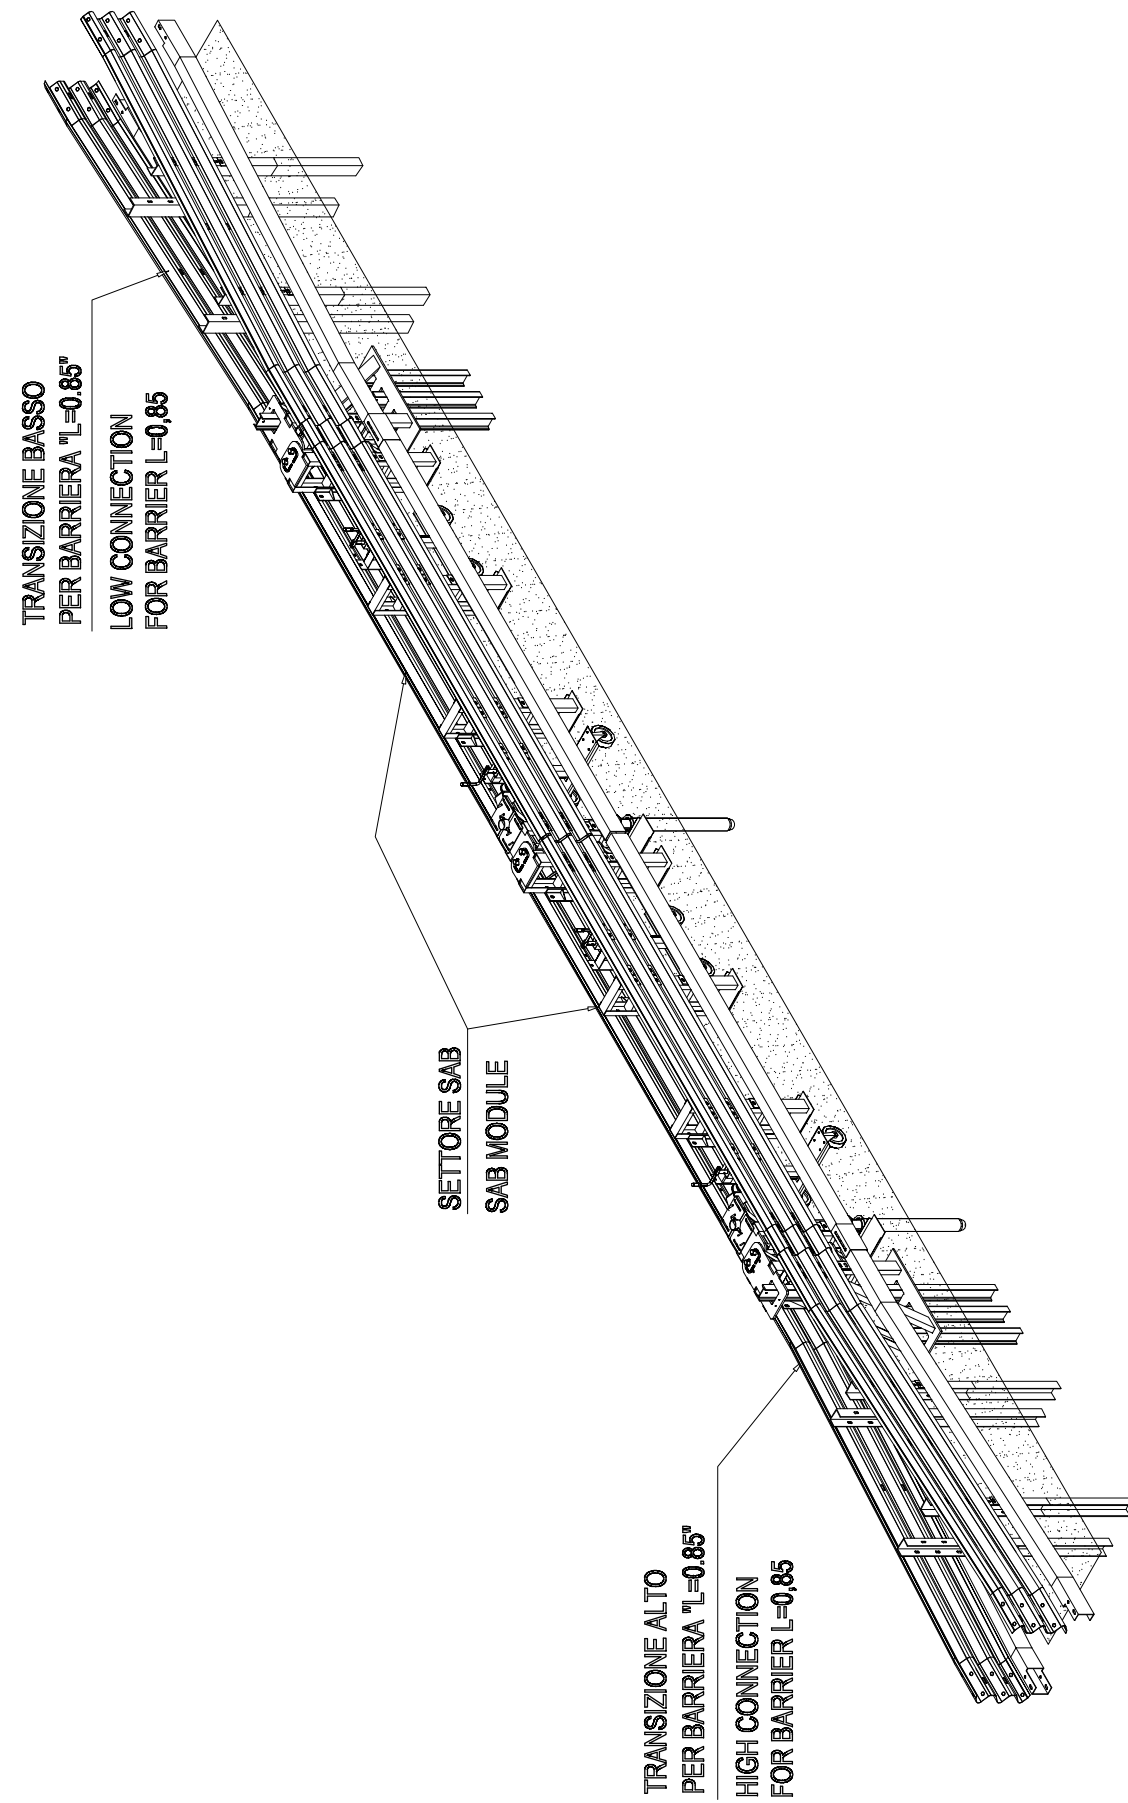 TRANSIZIONE BASSO
PER BARRIERA "L=0.85"
LOW CONNECTION
FOR BARRIER L=0,85
SETTORE SAB
SAB MODULE
TRANSIZIONE ALTO
PER BARRIERA "L=0.85"
HIGH CONNECTION
FOR BARRIER L=0,85